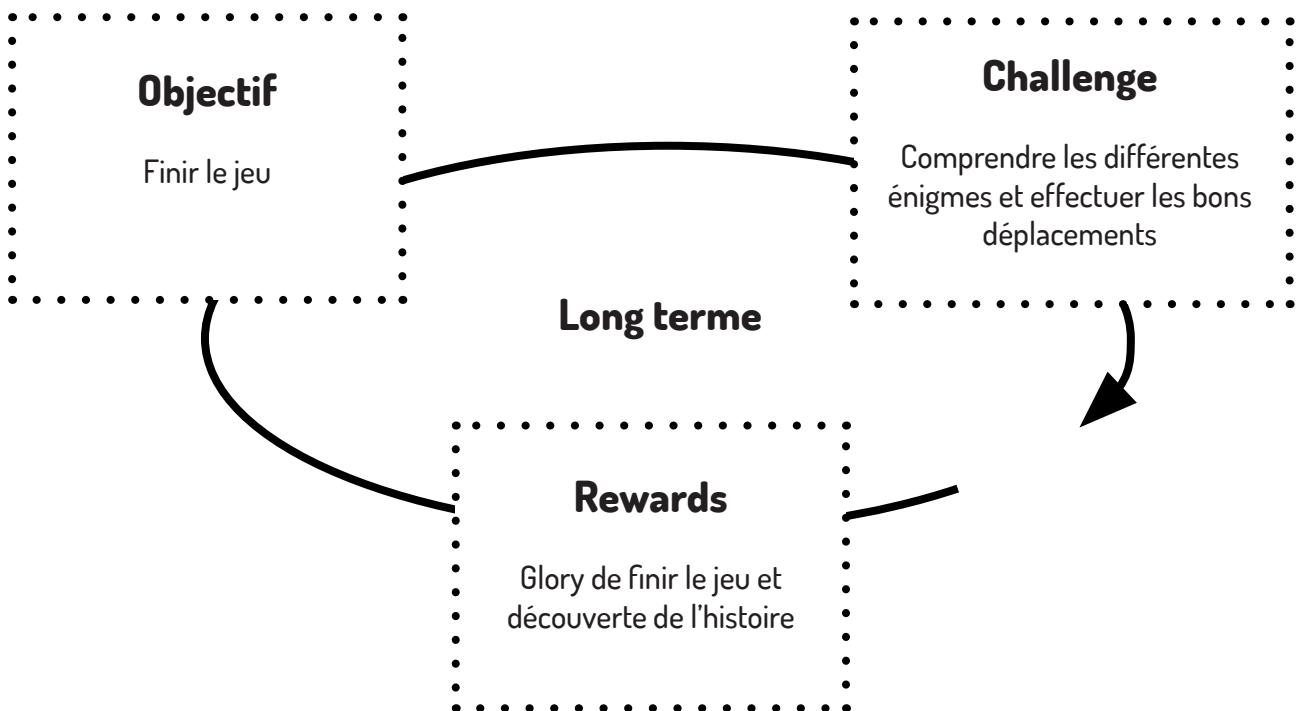 Objectif
Finir le jeu
Challenge
Comprendre les différentes
énigmes et effectuer les bons
déplacements
Long terme
Rewards
Glory de finir le jeu et
découverte de l'histoire